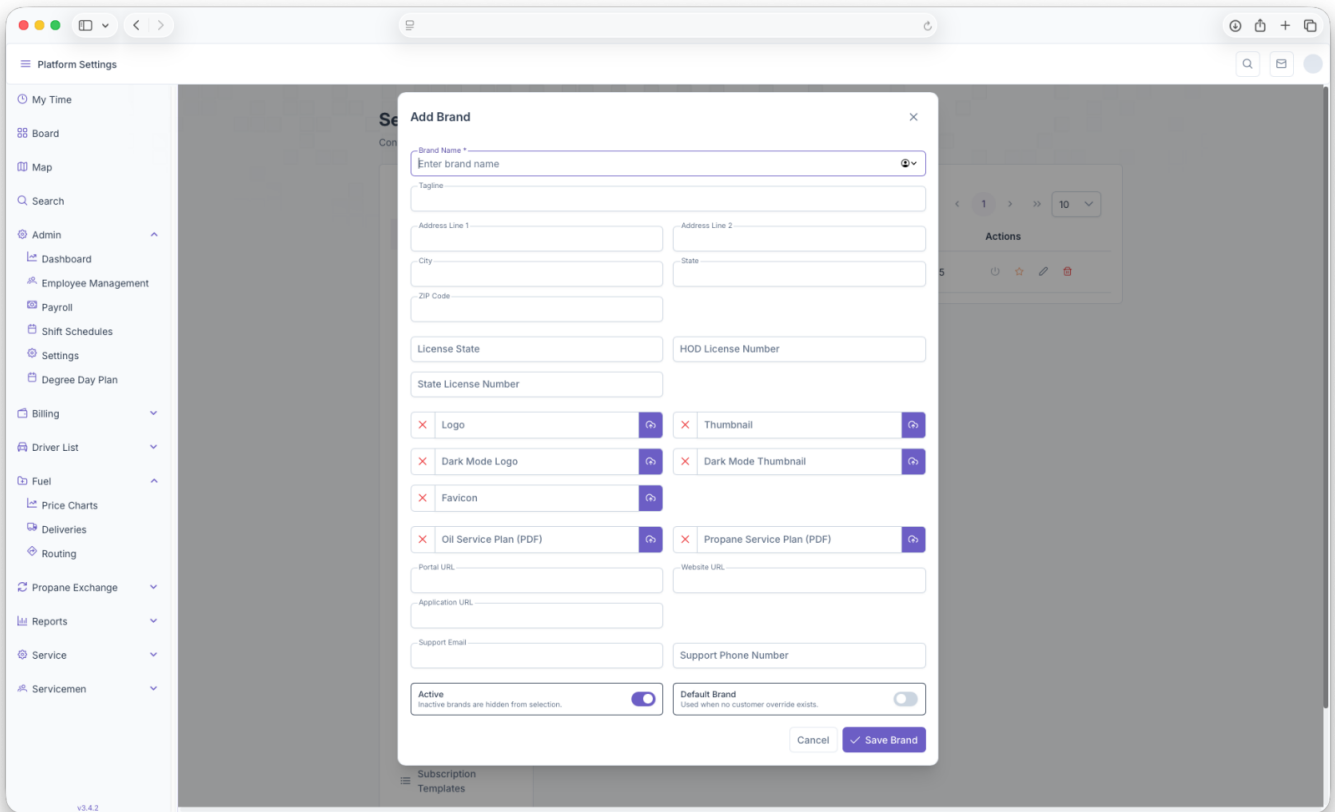 Platform Settings
My Time
Board
Map
Search
Admin
Dashboard
Employee Management
Payroll
Shift Schedules
Settings
Degree Day Plan
Billing
Driver List
Fuel
Price Charts
Deliveries
Routing
Propane Exchange
Reports
Service
Servicemen
v3.4.2
Se
Con
Add Brand
Brand Name *
Enter brand name
Tagline
Address Line 1
Address Line 2
City
State
ZIP Code
License State
HOD License Number
State License Number
Logo
Thumbnail
Dark Mode Logo
Dark Mode Thumbnail
Favicon
Oil Service Plan (PDF)
Propane Service Plan (PDF)
Portal URL
Website URL
Application URL
Support Email
Support Phone Number
Active
Inactive brands are hidden from selection.
Default Brand
Used when no customer override exists.
Cancel
Save Brand
1
10
Actions
5
Subscription
Templates